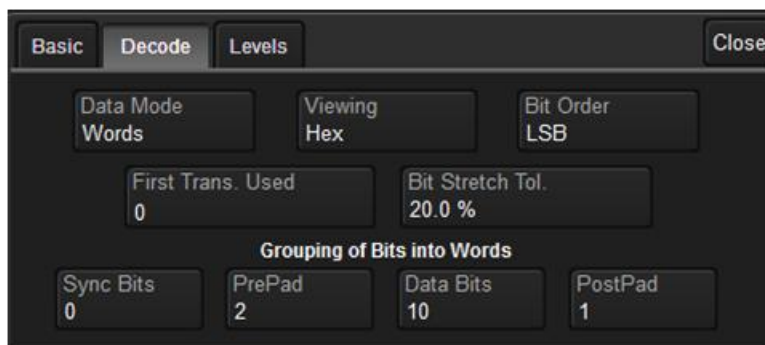 Basic Decode Levels Close
Data Mode Viewing Bit Order
Words Hex LSB
First Trans. Used Bit Stretch Tol.
0 20.0 %
Grouping of Bits into Words
Sync Bits PrePad Data Bits PostPad
0 2 10 1